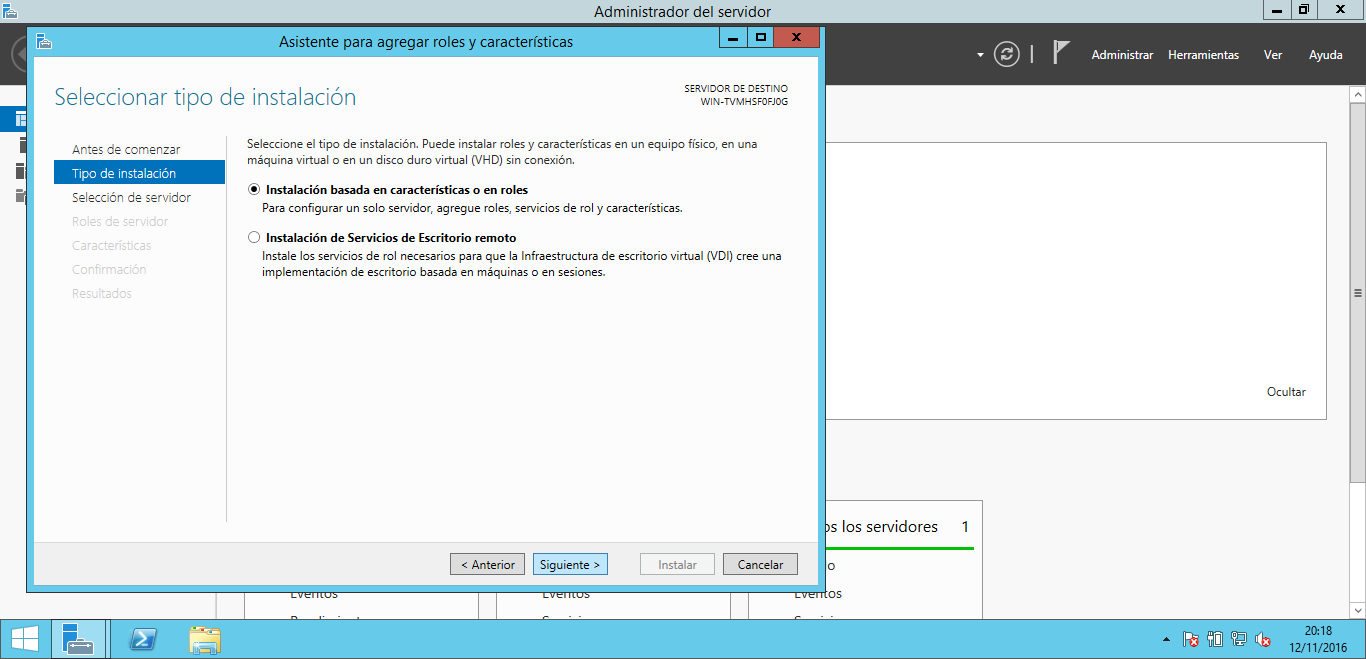 Administrador del servidor
Asistente para agregar roles y características
Administrar Herramientas Ver Ayuda
Seleccionar tipo de instalación
SERVIDOR DE DESTINO
WIN-TVMHSF0FJ0G
Antes de comenzar
Tipo de instalación
Selección de servidor
Roles de servidor
Características
Confirmación
Resultados
Seleccione el tipo de instalación. Puede instalar roles y características en un equipo físico, en una
máquina virtual o en un disco duro virtual (VHD) sin conexión.
Instalación basada en características o en roles
Para configurar un solo servidor, agregue roles, servicios de rol y características.
Instalación de Servicios de Escritorio remoto
Instale los servicios de rol necesarios para que la Infraestructura de escritorio virtual (VDI) cree una
implementación de escritorio basada en máquinas o en sesiones.
< Anterior Siguiente > Instalar Cancelar
Ocultar
os los servidores 1
o
Eventos Eventos Eventos
20:18
12/11/2016